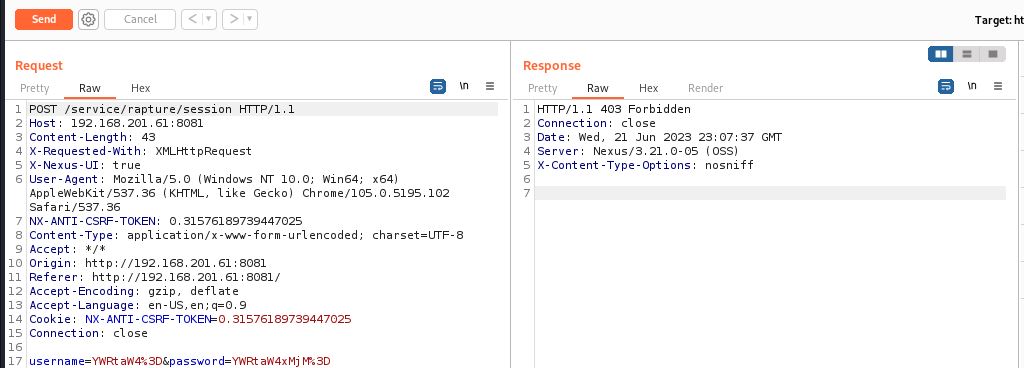 Send
Cancel
< ▾
> ▾
Target: ht
Request
Pretty Raw Hex
\n
1 POST /service/rapture/session HTTP/1.1
2 Host: 192.168.201.61:8081
3 Content-Length: 43
4 X-Requested-With: XMLHttpRequest
5 X-Nexus-UI: true
6 User-Agent: Mozilla/5.0 (Windows NT 10.0; Win64; x64)
AppleWebKit/537.36 (KHTML, like Gecko) Chrome/105.0.5195.102
Safari/537.36
7 NX-ANTI-CSRF-TOKEN: 0.31576189739447025
8 Content-Type: application/x-www-form-urlencoded; charset=UTF-8
9 Accept: */*
10 Origin: http://192.168.201.61:8081
11 Referer: http://192.168.201.61:8081/
12 Accept-Encoding: gzip, deflate
13 Accept-Language: en-US,en;q=0.9
14 Cookie: NX-ANTI-CSRF-TOKEN=0.31576189739447025
15 Connection: close
16
17 username=YWRtaW4%3D&password=YWRtaW4xMjM%3D
Response
Pretty Raw Hex Render
\n
1 HTTP/1.1 403 Forbidden
2 Connection: close
3 Date: Wed, 21 Jun 2023 23:07:37 GMT
4 Server: Nexus/3.21.0-05 (OSS)
5 X-Content-Type-Options: nosniff
6
7